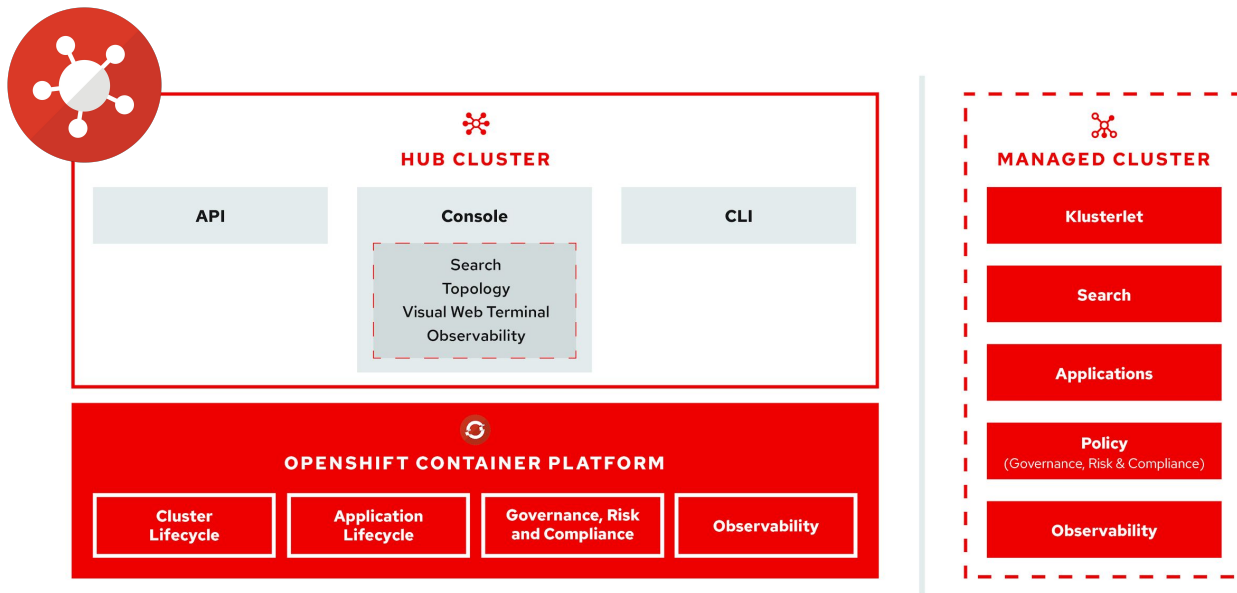 HUB CLUSTER
API
Console
CLI
Search
Topology
Visual Web Terminal
Observability
OPENSHIFT CONTAINER PLATFORM
Cluster
Lifecycle
Application
Lifecycle
Governance, Risk
and Compliance
Observability
MANAGED CLUSTER
Klusterlet
Search
Applications
Policy
(Governance, Risk & Compliance)
Observability